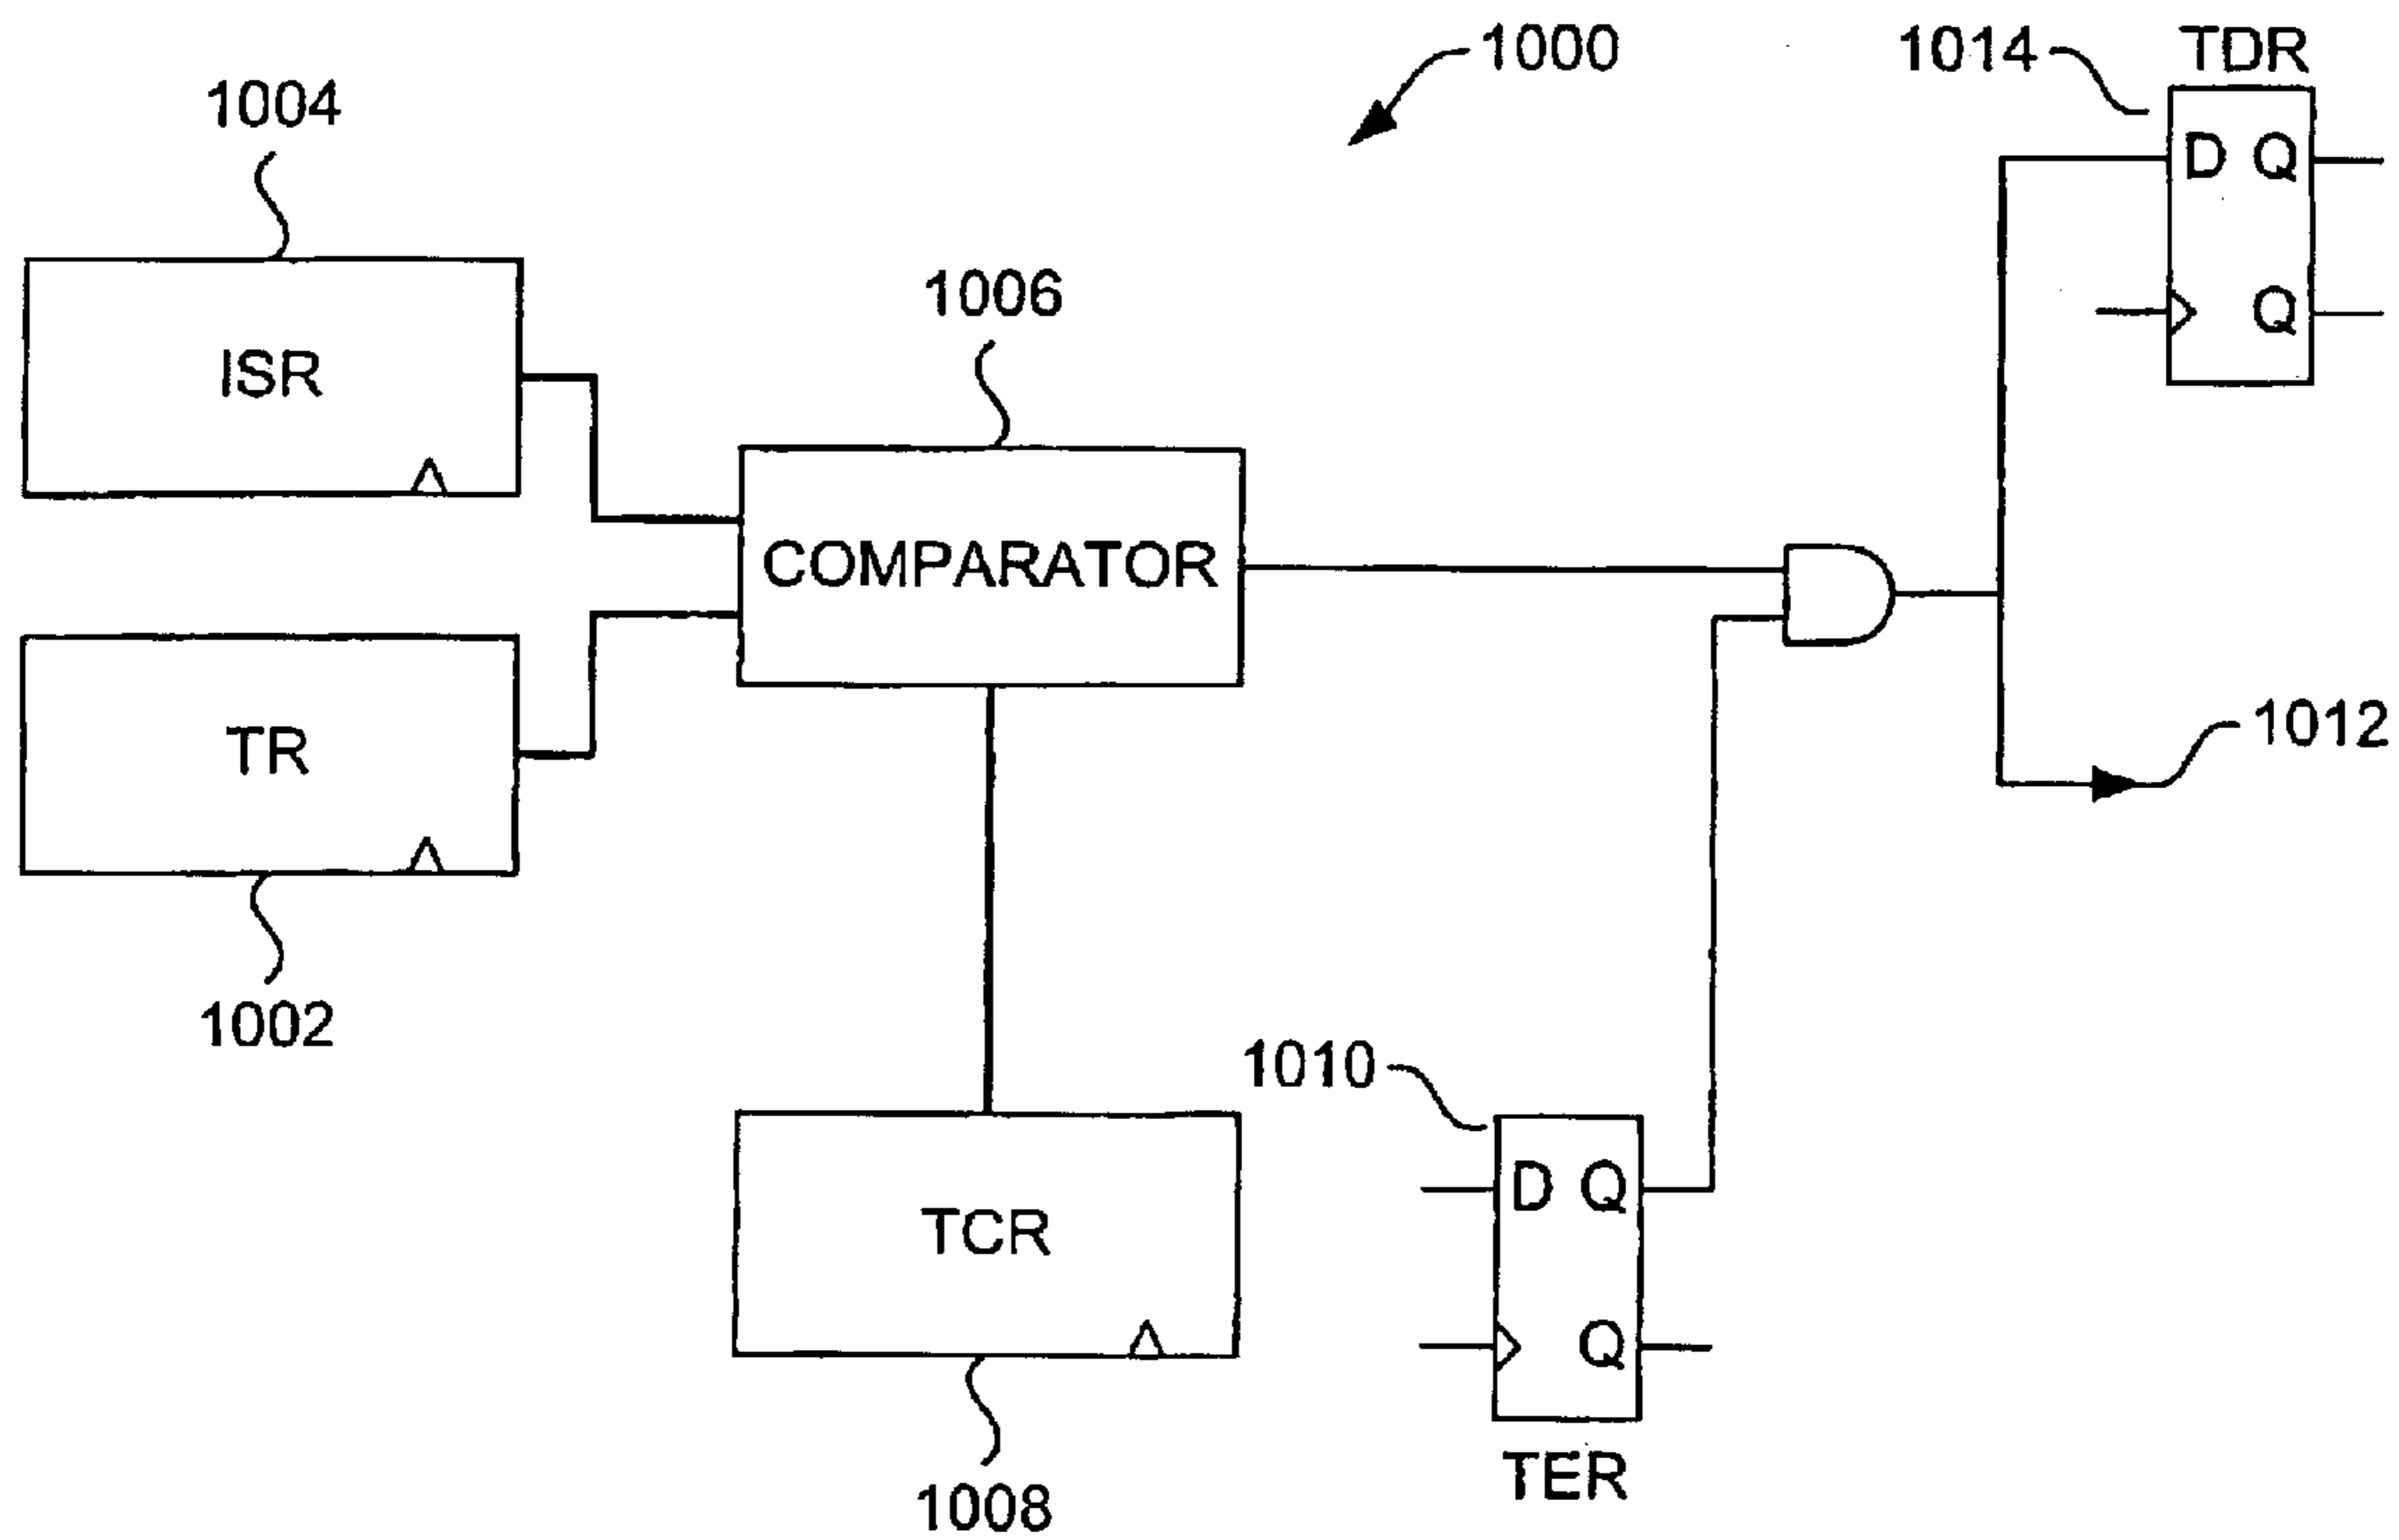 1000
1014
TDR
D Q
Q
1004
ISR
1006
COMPARATOR
TR
1002
1012
1010
D Q
Q
TER
TCR
1008